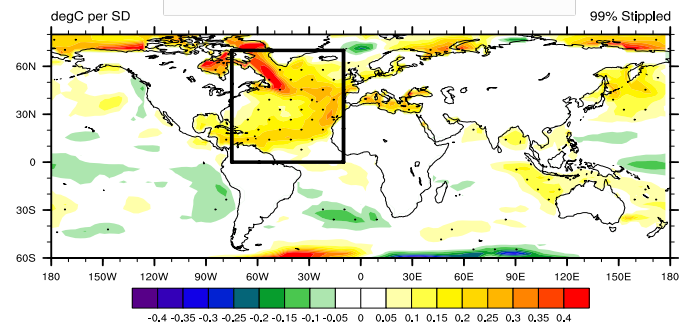 degC per SD 99% Stippled
60N
30N
0
30S
60S
180 150W 120W 90W 60W 30W 0 30E 60E 90E 120E 150E 180
-0.4 -0.35 -0.3 -0.25 -0.2 -0.15 -0.1 -0.05 0 0.05 0.1 0.15 0.2 0.25 0.3 0.35 0.4